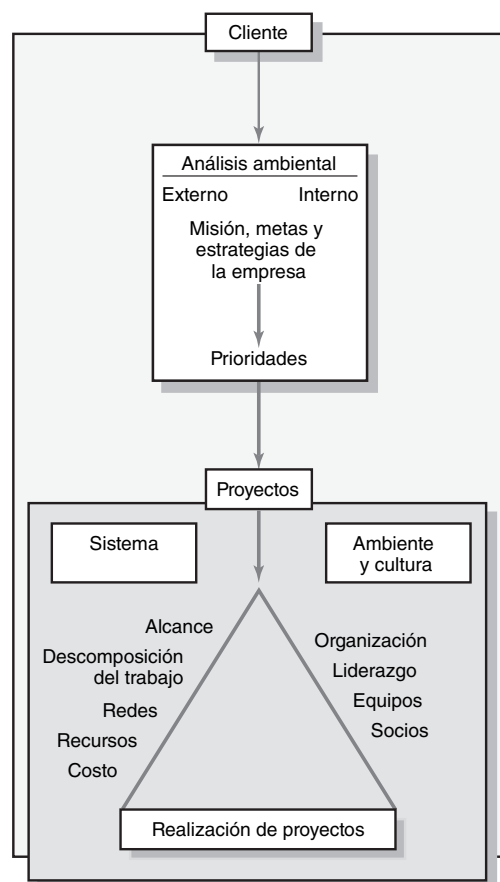 Cliente
Análisis ambiental
Externo Interno
Misión, metas y
estrategias de
la empresa
Prioridades
Proyectos
Sistema
Ambiente
y cultura
Alcance
Descomposición
del trabajo
Redes
Recursos
Costo
Organización
Liderazgo
Equipos
Socios
Realización de proyectos